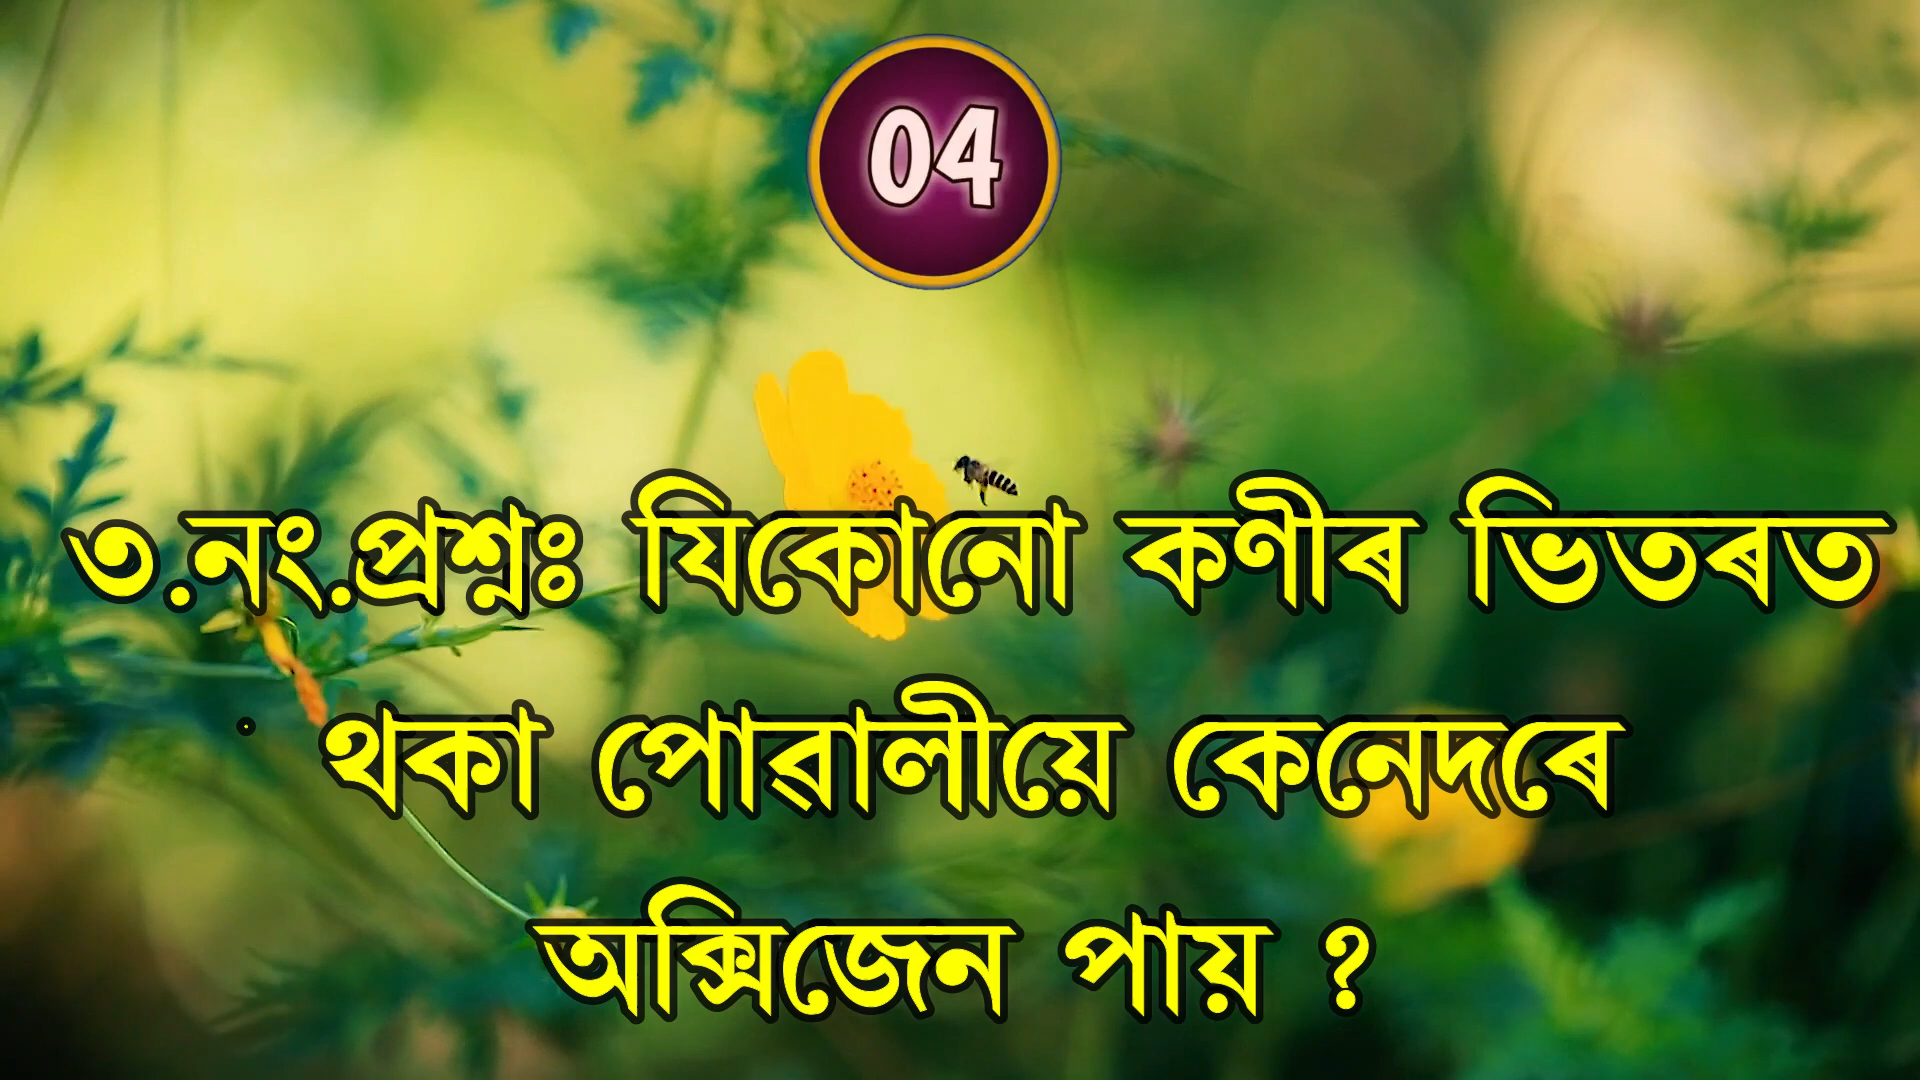 04
৩.নং.প্ৰশ্নঃ যিকোনো কণীৰ ভিতৰত
থকা পোৱালীয়ে কেনেদৰে
অক্সিজেন পায় ?